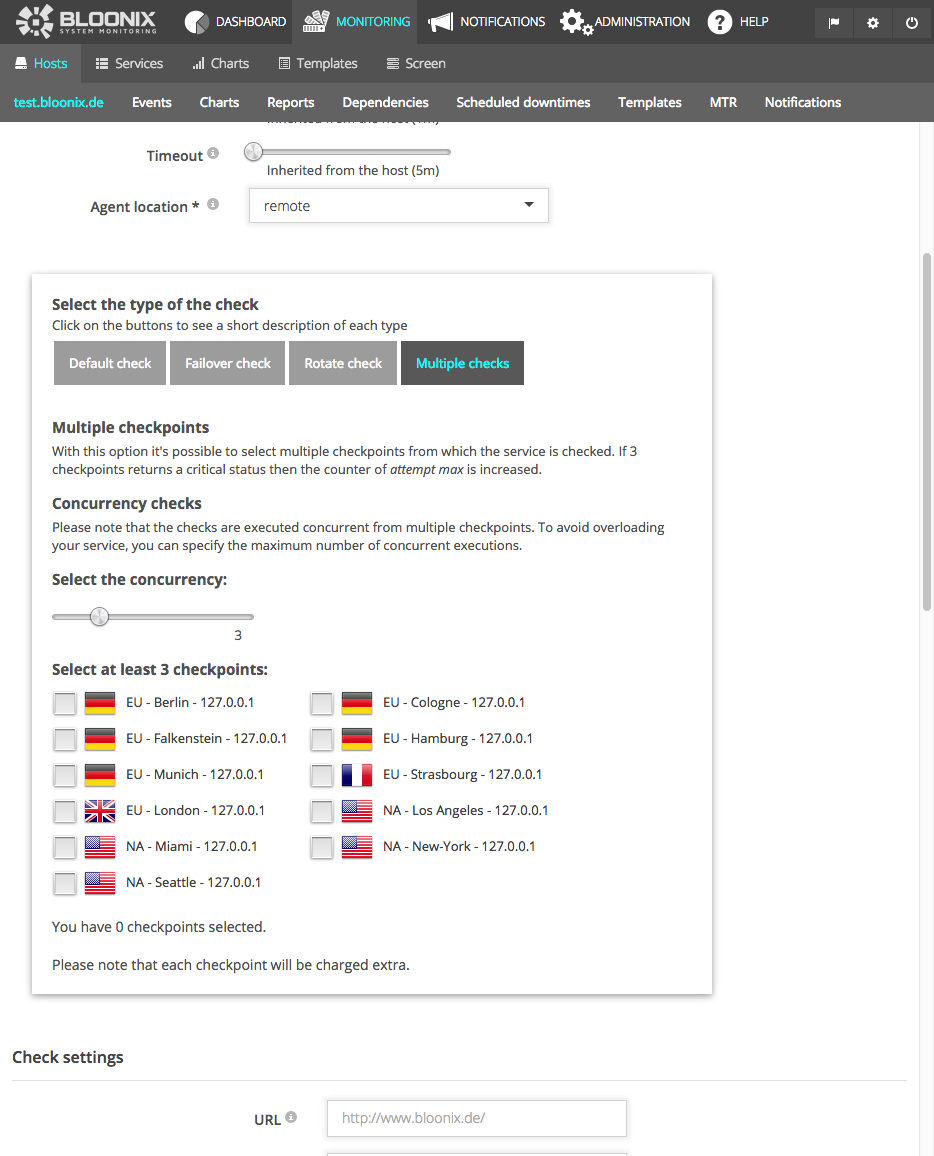 BLOONIX
SYSTEM MONITORING
DASHBOARD
MONITORING
NOTIFICATIONS
ADMINISTRATION
? HELP
Hosts
Services
Charts
Templates
Screen
test.bloonix.de
Events
Charts
Reports
Dependencies
Scheduled downtimes
Templates
MTR
Notifications
Inherited from the host (1m)
Timeout i
Inherited from the host (5m)
Agent location * i
remote
Select the type of the check
Click on the buttons to see a short description of each type
Default check
Failover check
Rotate check
Multiple checks
Multiple checkpoints
With this option it's possible to select multiple checkpoints from which the service is checked. If 3
checkpoints returns a critical status then the counter of attempt max is increased.
Concurrency checks
Please note that the checks are executed concurrent from multiple checkpoints. To avoid overloading
your service, you can specify the maximum number of concurrent executions.
Select the concurrency:
3
Select at least 3 checkpoints:
EU - Berlin - 127.0.0.1
EU - Cologne - 127.0.0.1
EU - Falkenstein - 127.0.0.1
EU - Hamburg - 127.0.0.1
EU - Munich - 127.0.0.1
EU - Strasbourg - 127.0.0.1
EU - London - 127.0.0.1
NA - Los Angeles - 127.0.0.1
NA - Miami - 127.0.0.1
NA - New-York - 127.0.0.1
NA - Seattle - 127.0.0.1
You have 0 checkpoints selected.
Please note that each checkpoint will be charged extra.
Check settings
URL i
http://www.bloonix.de/